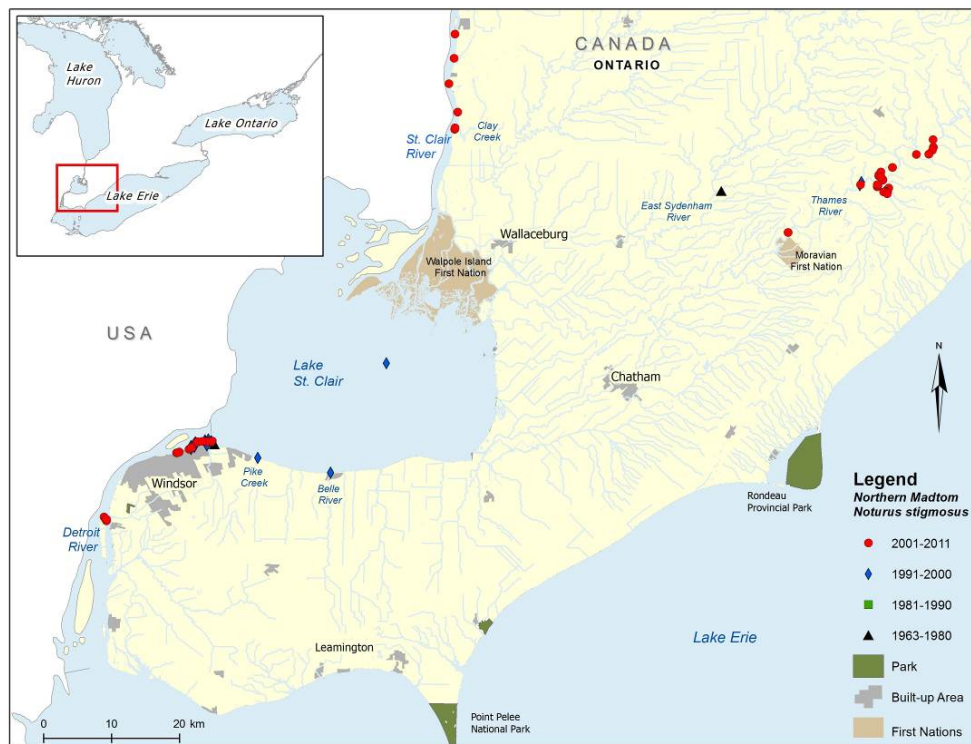 Lake
Huron
Lake Ontario
Lake Erie
CANADA
ONTARIO
St. Clair
River
Clay
Creek
East Sydenham
River
Thames
River
Wallaceburg
Walpole Island
First Nation
Moravian
First Nation
USA
Lake
St. Clair
Chatham
N
Windsor
Pike
Creek
Belle
River
Detroit
River
Rondeau
Provincial Park
Leamington
Lake Erie
Point Pelee
National Park
0 10 20 km
Legend
Northern Madtom
Noturus stigmosus
2001-2011
1991-2000
1981-1990
1963-1980
Park
Built-up Area
First Nations